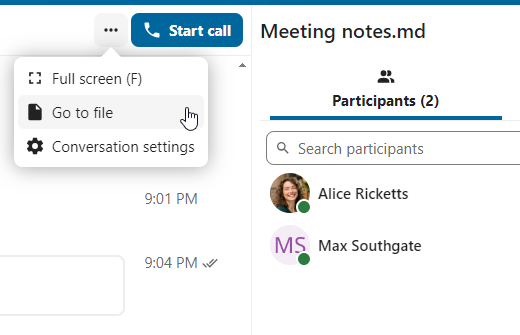 Start call
Full screen (F)
Go to file
Conversation settings
9:01 PM
9:04 PM
Meeting notes.md
Participants (2)
Search participants
Alice Ricketts
MS
Max Southgate